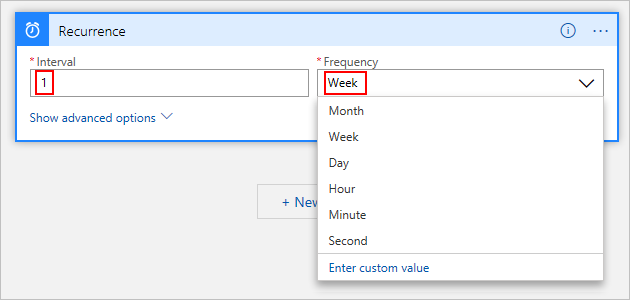 Recurrence
* Interval
* Frequency
1
Week
Show advanced options
Month
Week
Day
Hour
Minute
Second
Enter custom value
+ New